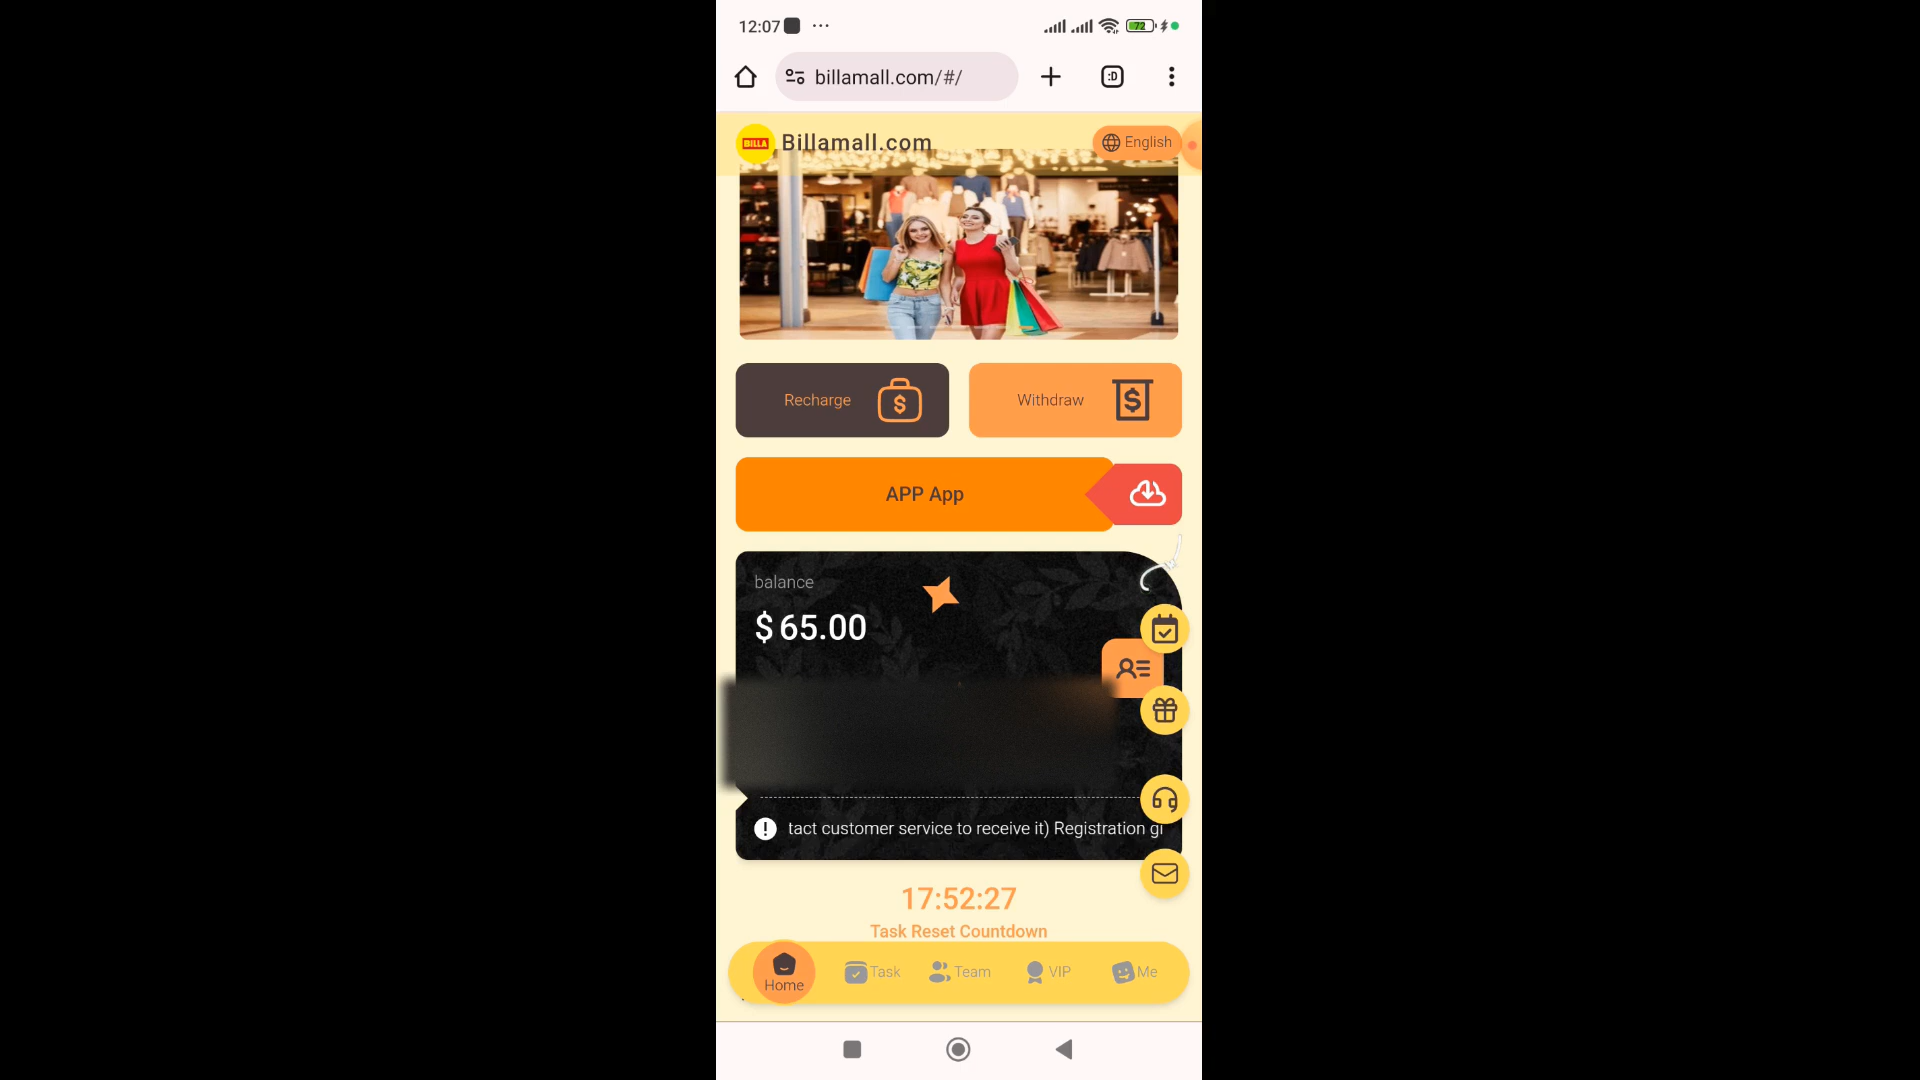 12:07
72
billamall.com/#/
:D
BILLA
Billamall.com
English
Recharge
Withdraw
APP App
balance
$ 65.00
tact customer service to receive it) Registration gi
17:52:27
Task Reset Countdown
Home
Task
Team
VIP
Me